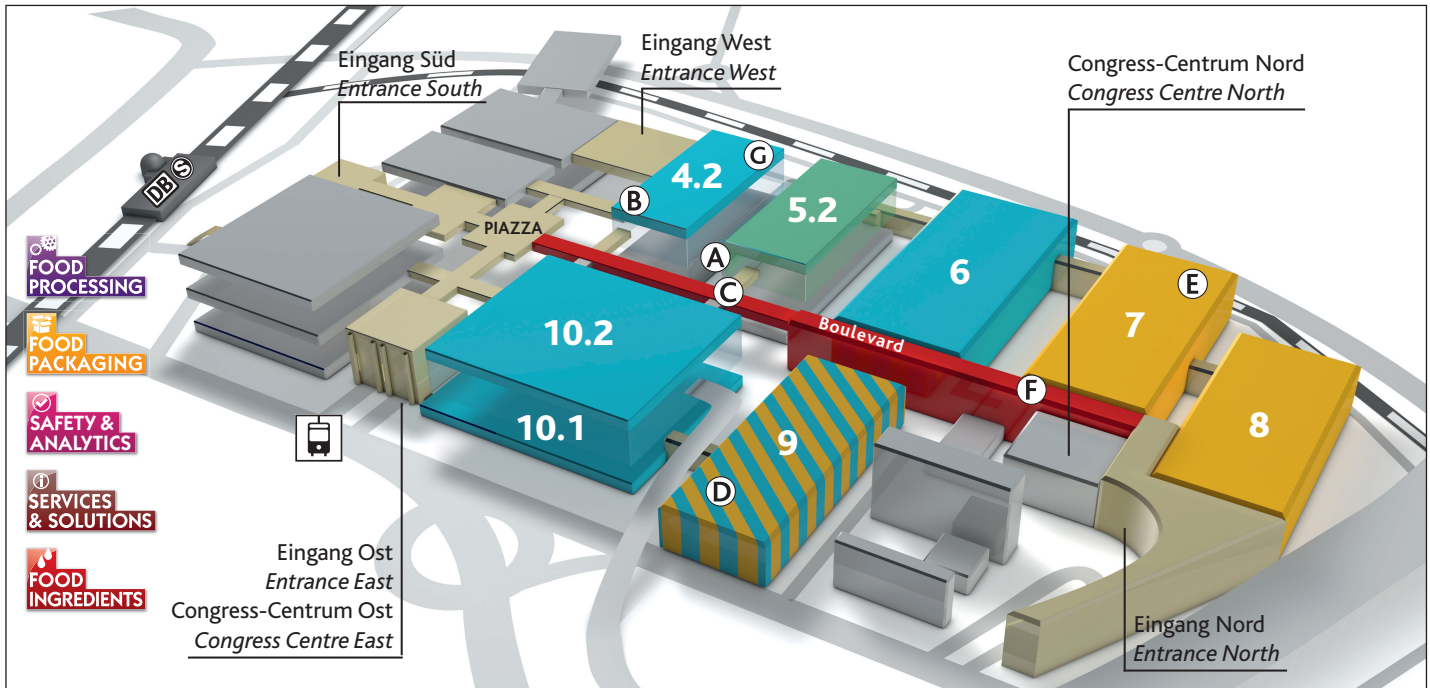 Eingang Süd
Entrance South
Eingang West
Entrance West
Congress-Centrum Nord
Congress Centre North
DB S
4.2
G
B
5.2
PIAZZA
A
C
6
E
7
10.2
Boulevard
F
10.1
9
8
D
FOOD
PROCESSING
FOOD
PACKAGING
SAFETY &
ANALYTICS
SERVICES
& SOLUTIONS
FOOD
INGREDIENTS
Eingang Ost
Entrance East
Congress-Centrum Ost
Congress Centre East
Eingang Nord
Entrance North